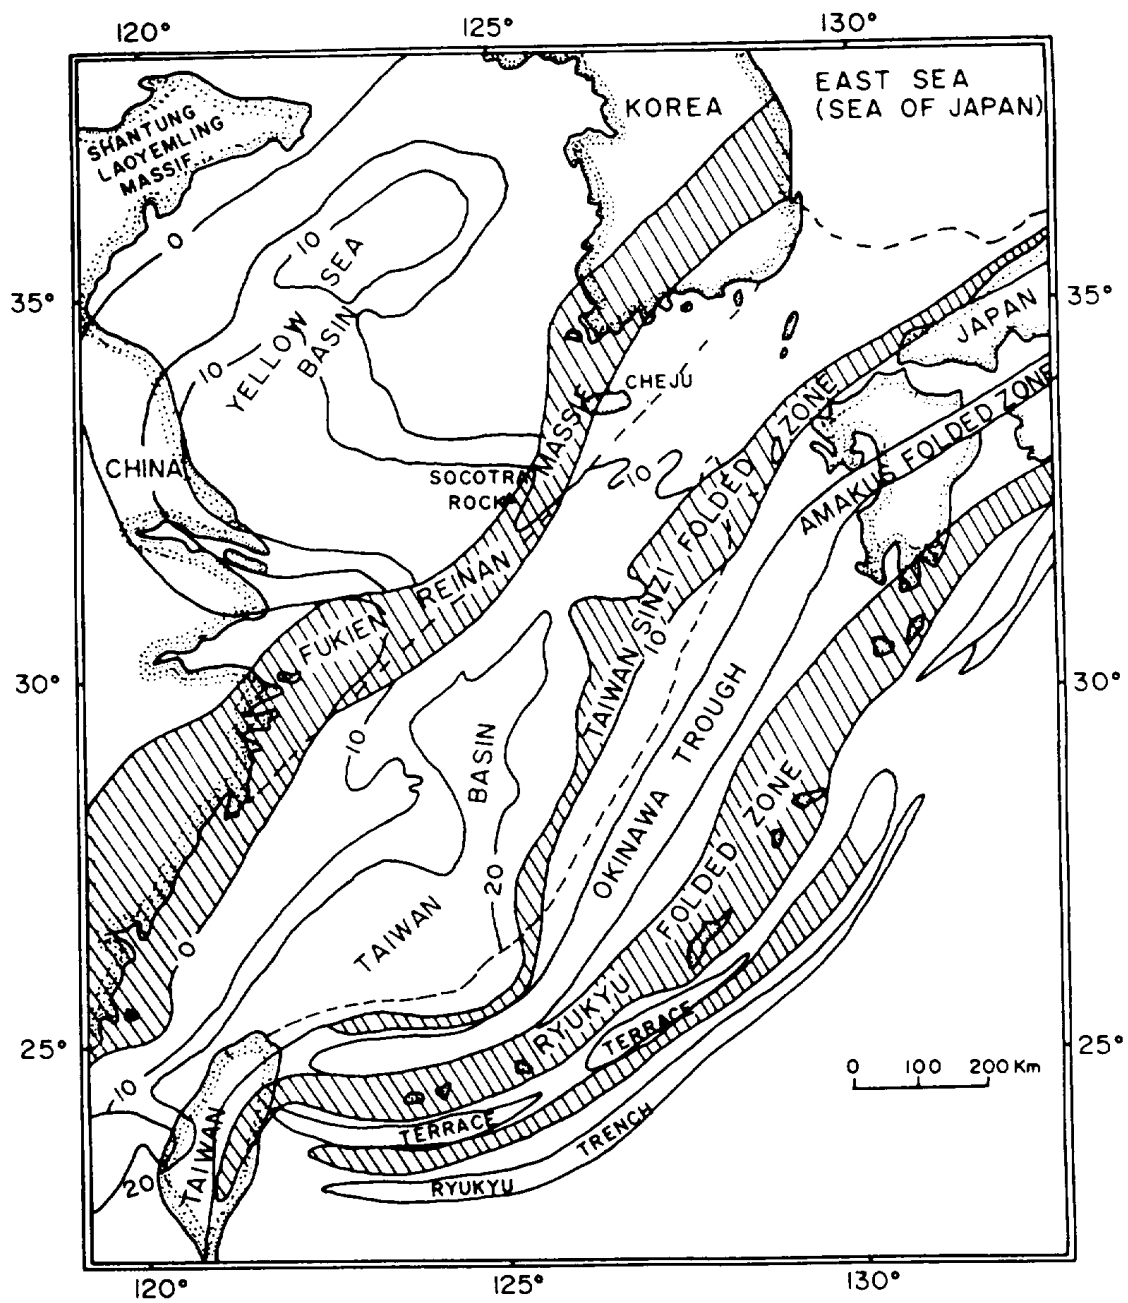 120°
125°
130°
EAST SEA
(SEA OF JAPAN)
KOREA
SHANTUNG
LAOYEMLING
MASSIF
0
10
35°
35°
YELLOW SEA
BASIN
10
JAPAN
CHEJU
CHINA
SOCOTRA
ROCK
10
AMAKUS FOLDED ZONE
FUKIEN REINAN MASSIF
TAIWAN SINZI FOLDED ZONE
10
30°
30°
10
TAIWAN BASIN
20
OKINAWA TROUGH
0
RYUKYU FOLDED ZONE
TERRACE
25°
25°
0 100 200 Km
10
TERRACE
TAIWAN
20
RYUKYU TRENCH
120°
125°
130°